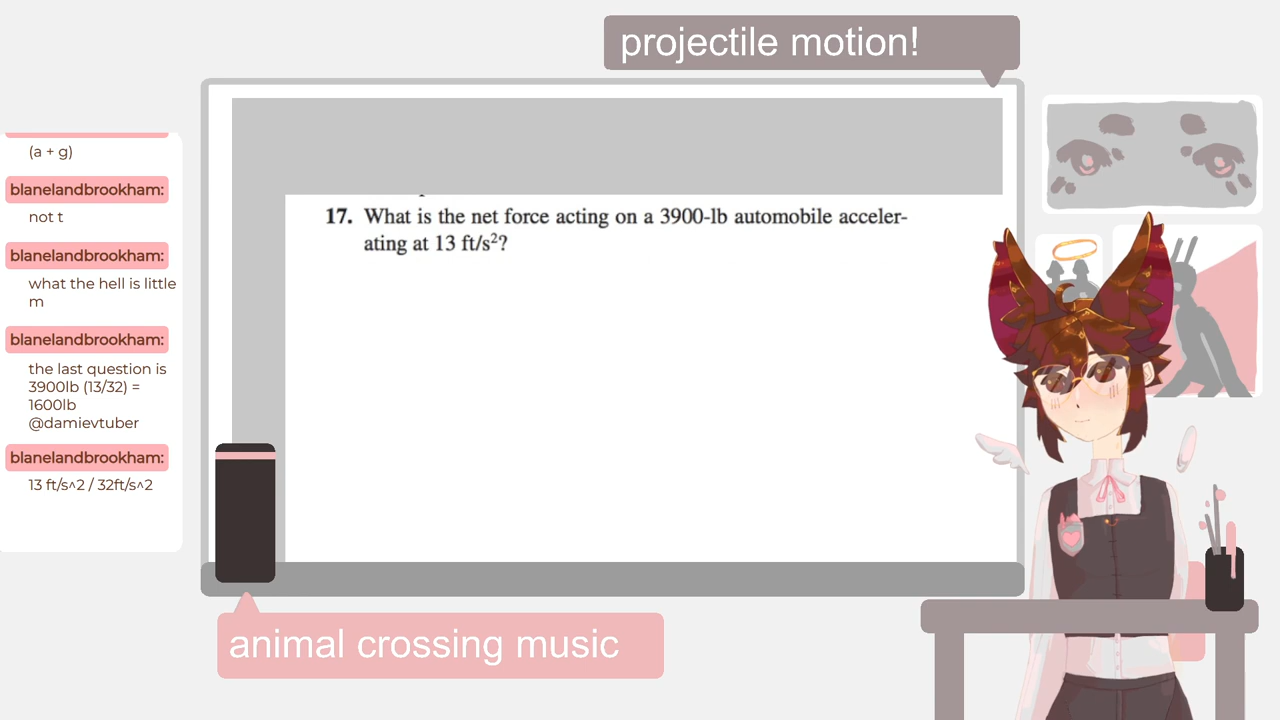 projectile motion!
(a + g)
blanelandbrookham:
not t
blanelandbrookham:
what the hell is little
m
blanelandbrookham:
the last question is
3900lb (13/32) =
1600lb
@damievtuber
blanelandbrookham:
13 ft/s^2 / 32ft/s^2
17. What is the net force acting on a 3900-lb automobile acceler-
ating at 13 ft/s²?
animal crossing music